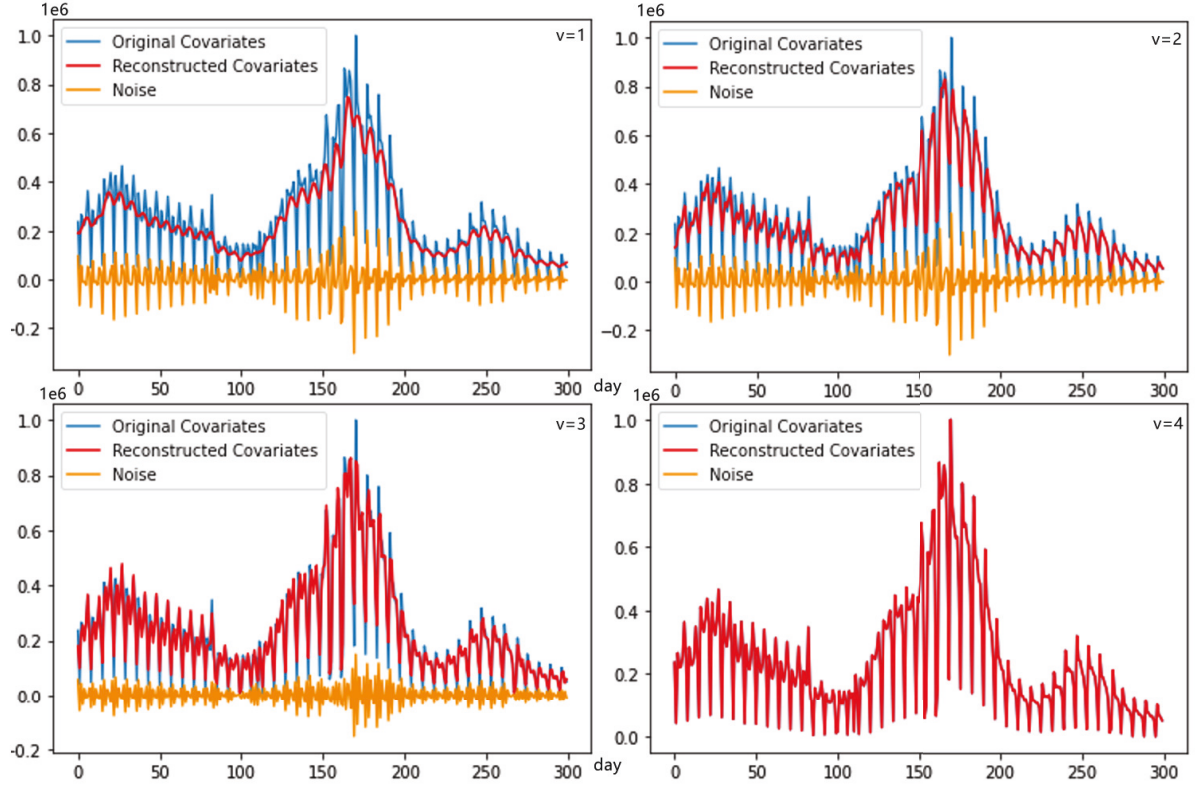 1e6
v=1
Original Covariates
Reconstructed Covariates
Noise
1.0
0.8
0.6
0.4
0.2
0.0
-0.2
0 50 100 150 200 250 300
day
1e6
v=2
Original Covariates
Reconstructed Covariates
Noise
1.0
0.8
0.6
0.4
0.2
0.0
−0.2
0 50 100 150 200 250 300
1e6
v=3
Original Covariates
Reconstructed Covariates
Noise
1.0
0.8
0.6
0.4
0.2
0.0
-0.2
0 50 100 150 200 250 300
day
1e6
v=4
Original Covariates
Reconstructed Covariates
Noise
1.0
0.8
0.6
0.4
0.2
0.0
0 50 100 150 200 250 300